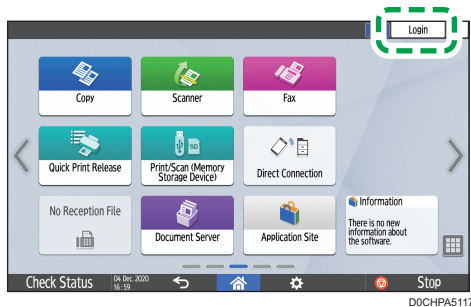 Login
Copy
Scanner
Fax
Quick Print Release
SD
Print/Scan (Memory
Storage Device)
Direct Connection
No Reception File
Document Server
Application Site
Information
There is no new
information about
the software.
Check Status
04 Dec. 2020
16:59
Stop
D0CHPA5117